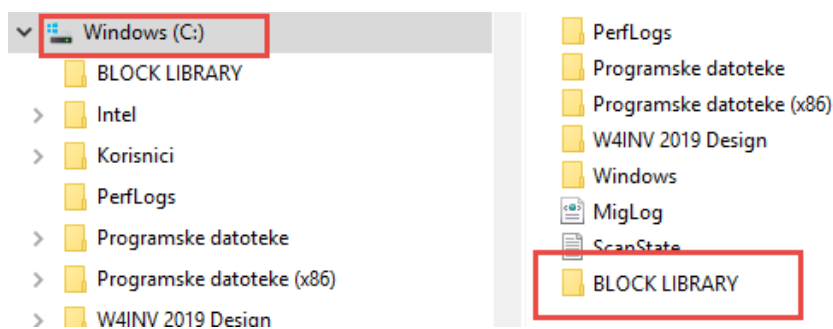 Windows (C:)
BLOCK LIBRARY
Intel
Korisnici
PerfLogs
Programske datoteke
Programske datoteke (x86)
W4INV 2019 Design
PerfLogs
Programske datoteke
Programske datoteke (x86)
W4INV 2019 Design
Windows
MigLog
ScanState
BLOCK LIBRARY